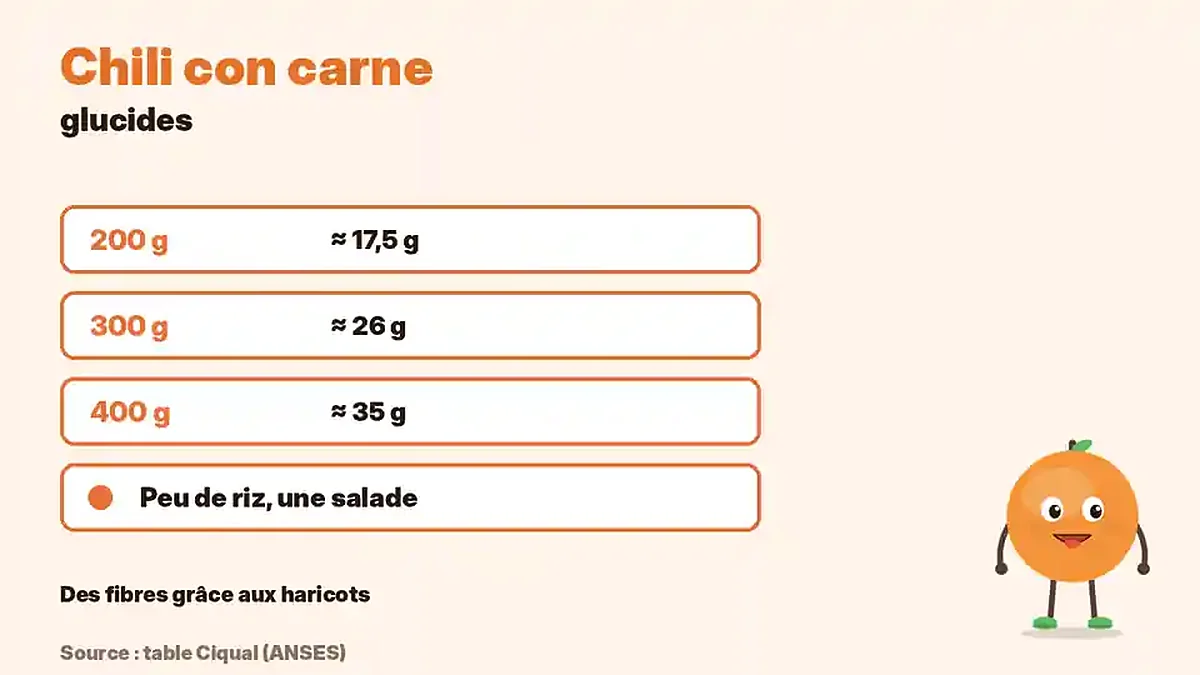 Chili con carne
glucides
200 g ≈ 17,5 g
300 g ≈ 26 g
400 g ≈ 35 g
Peu de riz, une salade
Des fibres grâce aux haricots
Source : table Ciqual (ANSES)